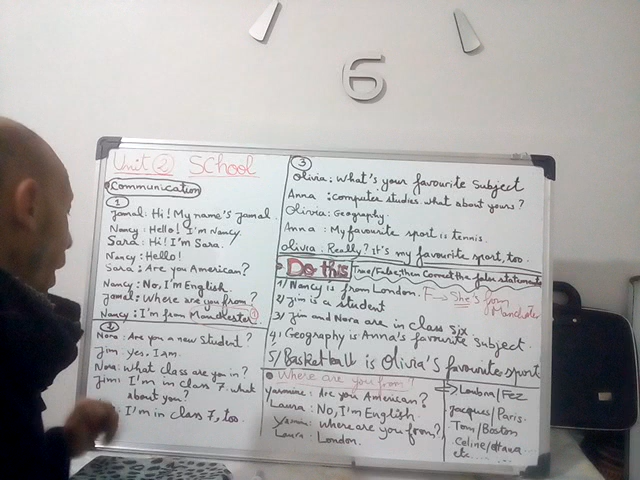 6
Unit 2 School
Communication
1
Jamal: Hi! My name's Jamal.
Nancy: Hello! I'm Nancy.
Sara: Hi! I'm Sara.
Nancy: Hello!
Sara: Are you American?
Nancy: No, I'm English.
Jamal: Where are you from?
Nancy: I'm from Manchester.
2
Nora: Are you a new student?
Jim: yes, I am.
Nora: What class are you in?
Jim: I'm in class 7. what
about you?
: I'm in class 7, too.
3
Olivia: What's your favourite subject
Anna: Computer studies. what about yours?
Olivia: Geography.
Anna: My favourite sport is tennis.
Olivia: Really? It's my favourite sport, too.
Do this True/False, then correct the false statements
1/ Nancy is from London. F → She's from Manchester
2/ Jim is a student
3/ Jim and Nora are in class six.
4/ Geography is Anna's favourite subject.
5/ Basketball is Olivia's favourite sport
Where are you from?
Yassmine: Are you American?
Laura: No, I'm English.
Yasmine: Where are you from?
Laura: London.
London/Fez
Jacques/Paris.
Tom/Boston
Celine/Ottawa
etc......